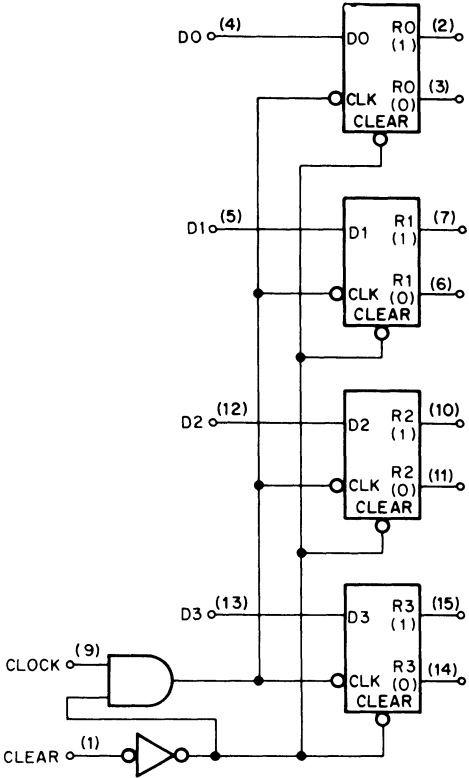 D0 (4) D0 R0 (2)
(1)
R0 (3)
CLK (0)
CLEAR
D1 (5) D1 R1 (7)
(1)
R1 (6)
CLK (0)
CLEAR
D2 (12) D2 R2 (10)
(1)
R2 (11)
CLK (0)
CLEAR
D3 (13) D3 R3 (15)
(1)
CLOCK (9) R3 (14)
CLK (0)
CLEAR
CLEAR (1)